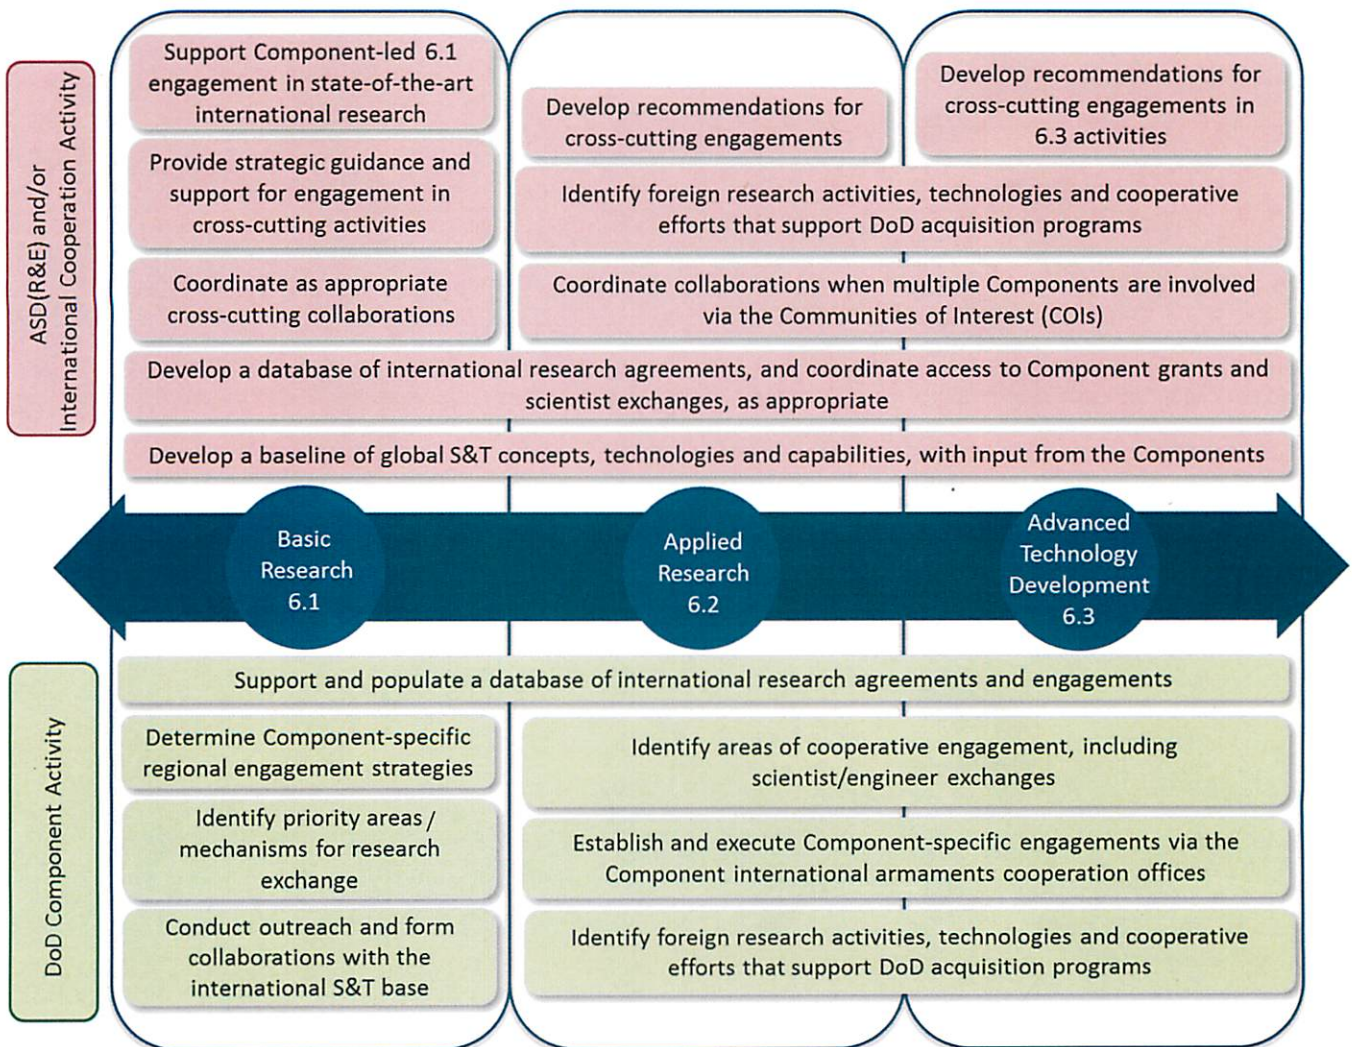 ASD(R&E) and/or
International Cooperation Activity
Support Component-led 6.1
engagement in state-of-the-art
international research
Provide strategic guidance and
support for engagement in
cross-cutting activities
Coordinate as appropriate
cross-cutting collaborations
Develop recommendations for
cross-cutting engagements
Develop recommendations for
cross-cutting engagements in
6.3 activities
Identify foreign research activities, technologies and cooperative
efforts that support DoD acquisition programs
Coordinate collaborations when multiple Components are involved
via the Communities of Interest (COIs)
Develop a database of international research agreements, and coordinate access to Component grants and
scientist exchanges, as appropriate
Develop a baseline of global S&T concepts, technologies and capabilities, with input from the Components
Basic
Research
6.1
Applied
Research
6.2
Advanced
Technology
Development
6.3
DoD Component Activity
Support and populate a database of international research agreements and engagements
Determine Component-specific
regional engagement strategies
Identify priority areas /
mechanisms for research
exchange
Conduct outreach and form
collaborations with the
international S&T base
Identify areas of cooperative engagement, including
scientist/engineer exchanges
Establish and execute Component-specific engagements via the
Component international armaments cooperation offices
Identify foreign research activities, technologies and cooperative
efforts that support DoD acquisition programs